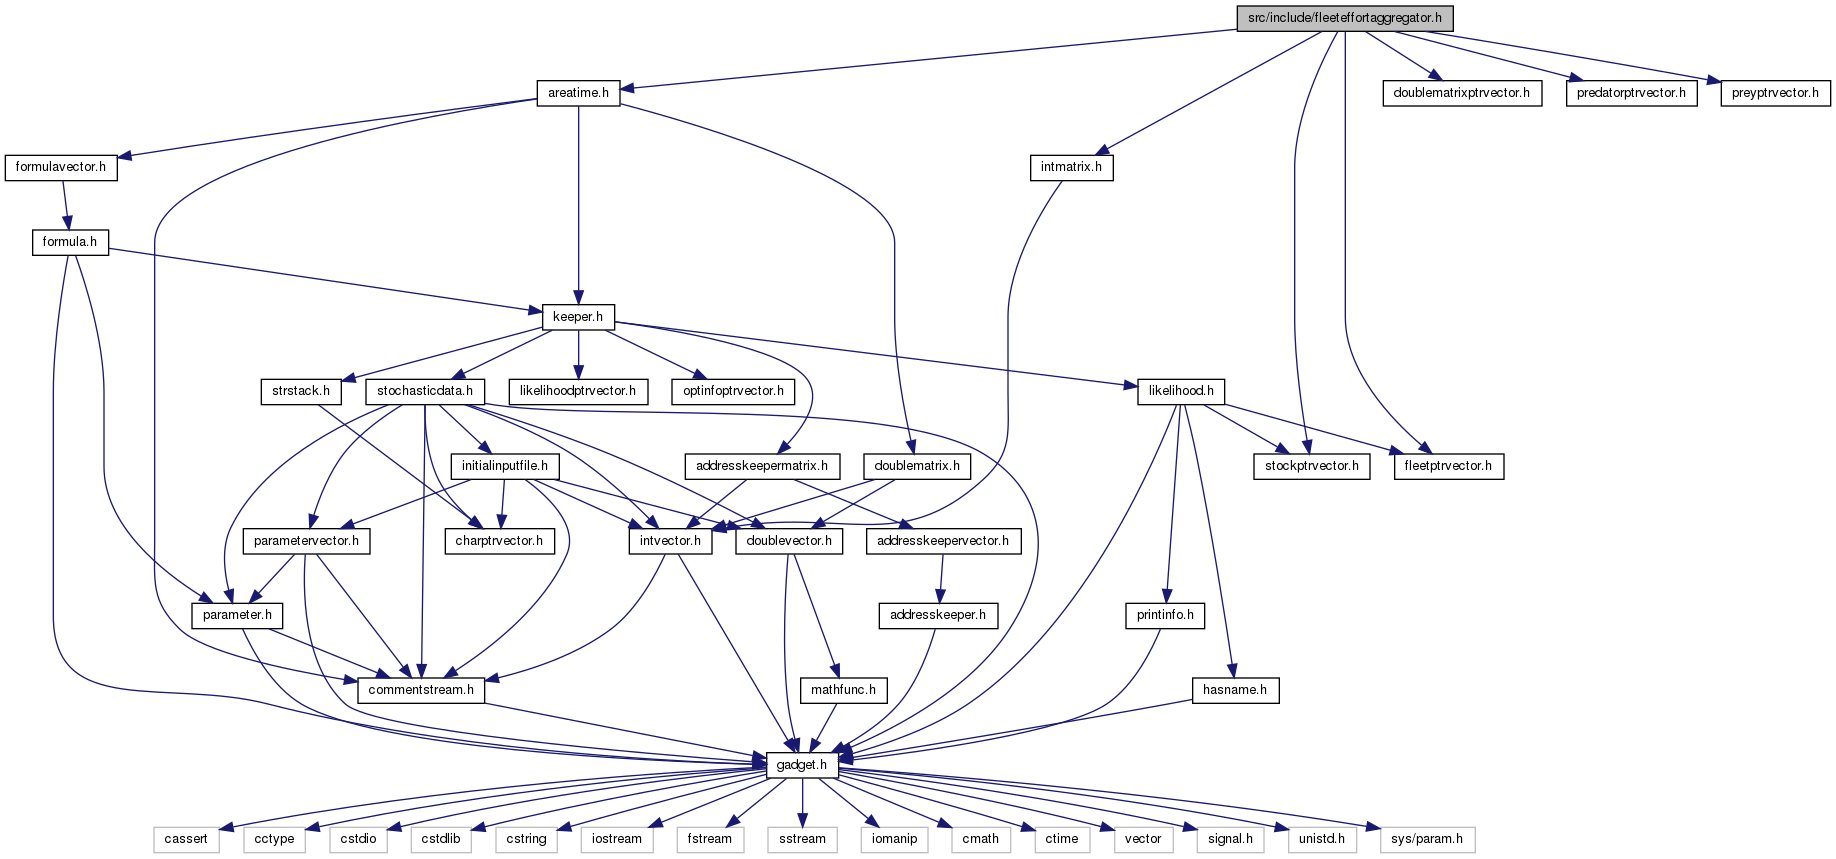 src/include/fleeteffortaggregator.h
areatime.h
doublematrixptrvector.h
predatorptrvector.h
preyptrvector.h
formulavector.h
intmatrix.h
formula.h
keeper.h
strstack.h
stochasticdata.h
likelihoodptrvector.h
optinfoptrvector.h
likelihood.h
initialinputfile.h
addresskeepermatrix.h
doublematrix.h
stockptrvector.h
fleetptrvector.h
parametervector.h
charptrvector.h
intvector.h
doublevector.h
addresskeepervector.h
parameter.h
addresskeeper.h
printinfo.h
commentstream.h
mathfunc.h
hasname.h
gadget.h
cassert
cctype
cstdio
cstdlib
cstring
iostream
fstream
sstream
iomanip
cmath
ctime
vector
signal.h
unistd.h
sys/param.h